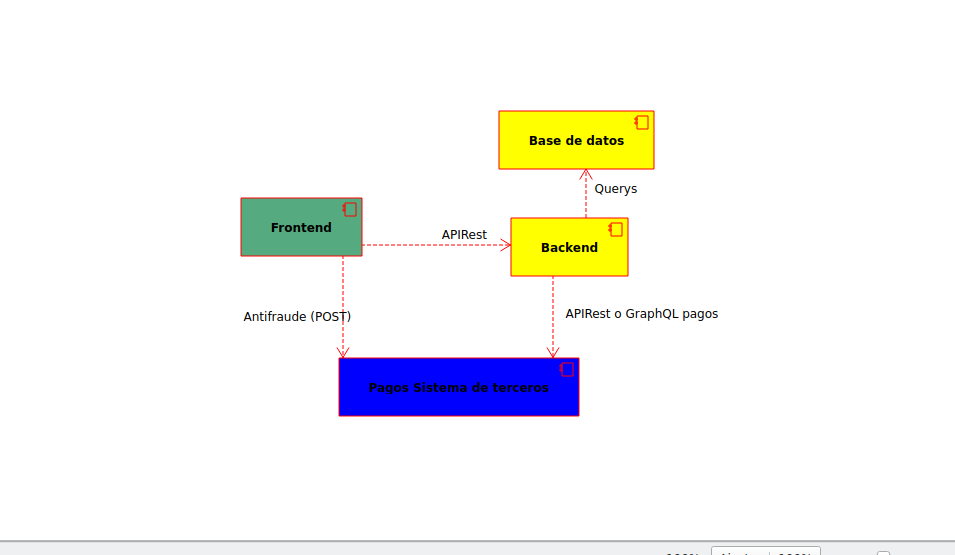 Base de datos
Querys
Frontend
APIRest
Backend
Antifraude (POST)
APIRest o GraphQL pagos
Pagos Sistema de terceros